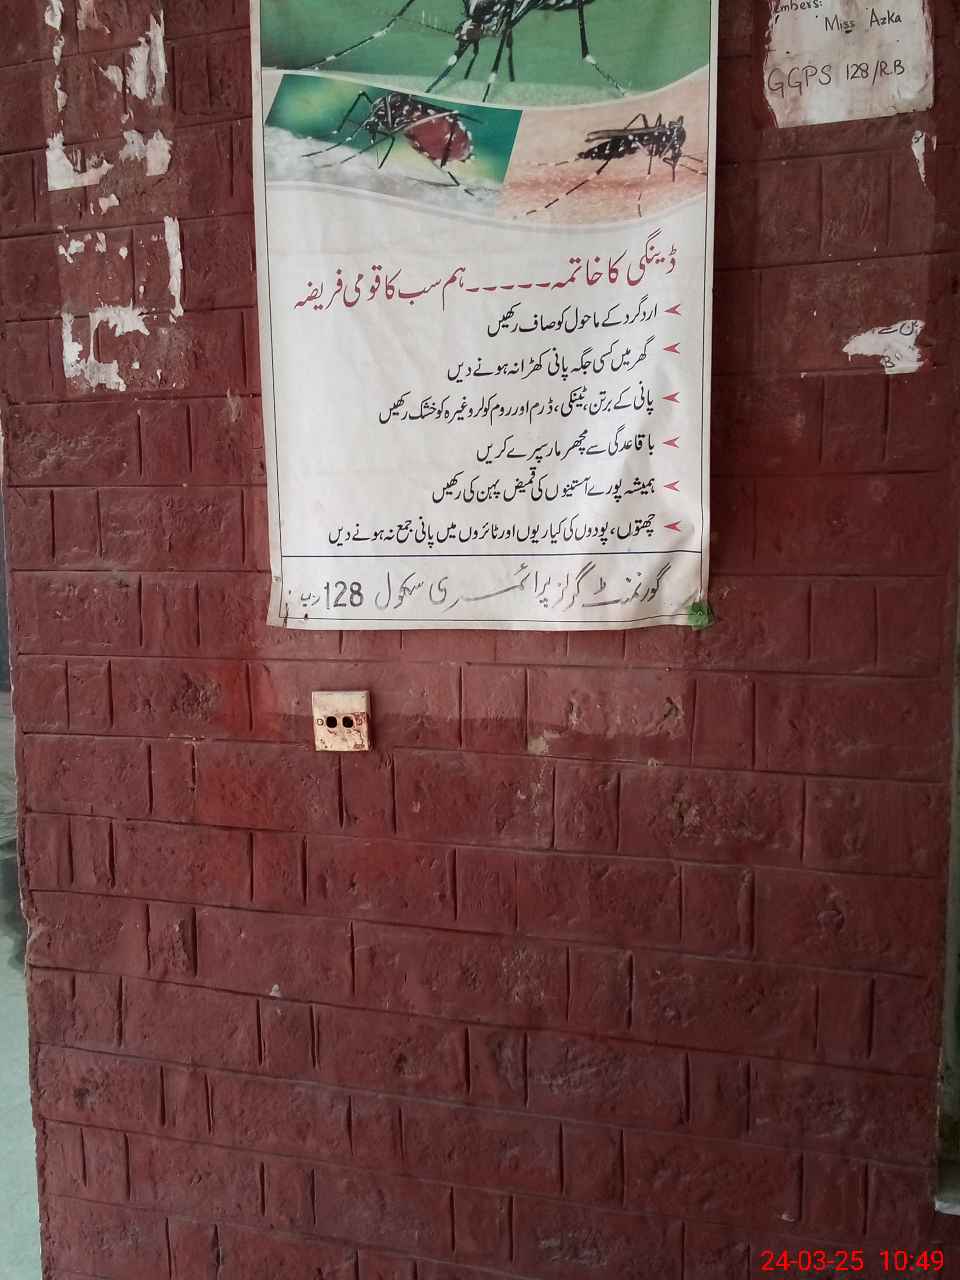 embers:
Miss Azka
GGPS 128/R.B
ڈینگی کا خاتمہ-----ہم سب کا قومی فریضہ
اردگرد کے ماحول کو صاف رکھیں
گھر میں کسی جگہ پانی کھڑا نہ ہونے دیں
پانی کے برتن، ٹینکی، ڈرم اور روم کولر وغیرہ کو خشک رکھیں
باقاعدگی سے مچھر مار سپرے کریں
ہمیشہ پورے آستینوں کی قمیض پہن کی رکھیں
چھتوں، پودوں کی کیاریوں اور ٹائروں میں پانی جمع نہ ہونے دیں
گورنمنٹ گرلز پرائمری سکول 128 رب
24-03-25 10:49